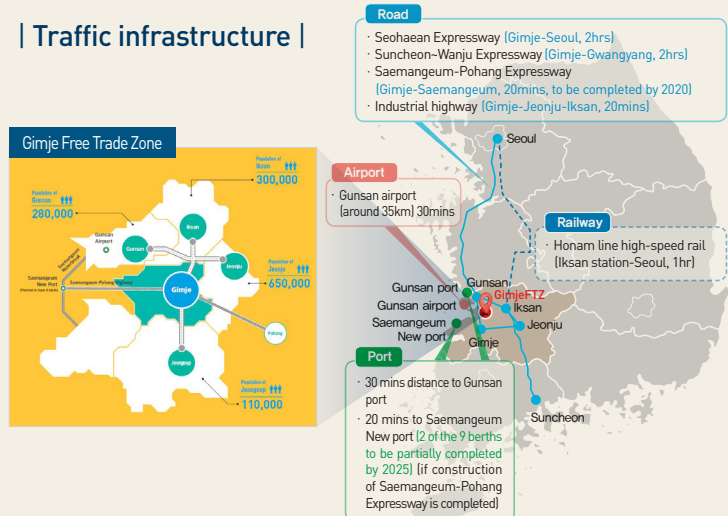 | Traffic infrastructure |
Road
· Seohaean Expressway (Gimje-Seoul, 2hrs)
· Suncheon–Wanju Expressway (Gimje-Gwangyang, 2hrs)
· Saemangeum-Pohang Expressway
(Gimje-Saemangeum, 20mins, to be completed by 2020)
· Industrial highway (Gimje-Jeonju-Iksan, 20mins)
Gimje Free Trade Zone
Population of
Iksan
300,000
Population of
Gunsan
280,000
Gunsan
Airport
Gunsan
Iksan
Jeonju
Population of
Jeonju
650,000
Saemangeum
Saemangeum
New Port
Saemangeum-Pohang Highway
Gimje
Pohang
Jeongeup
Population of
Jeongeup
110,000
Seoul
Airport
· Gunsan airport
(around 35km) 30mins
Railway
· Honam line high-speed rail
(Iksan station-Seoul, 1hr)
Gunsan port
Gunsan
GimjeFTZ
Gunsan airport
Iksan
Saemangeum
New port
Jeonju
Gimje
Suncheon
Port
· 30 mins distance to Gunsan
port
· 20 mins to Saemangeum
New port (2 of the 9 berths
to be partially completed
by 2025) (if construction
of Saemangeum-Pohang
Expressway is completed)